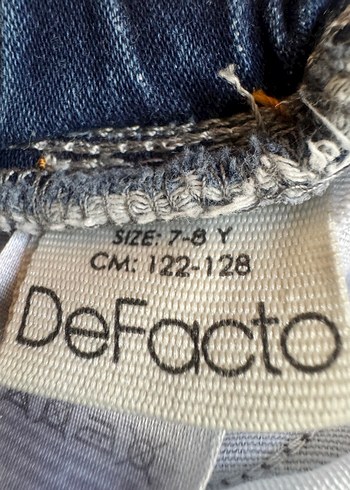 SIZE: 7-8 Y
CM: 122-128
DeFacto